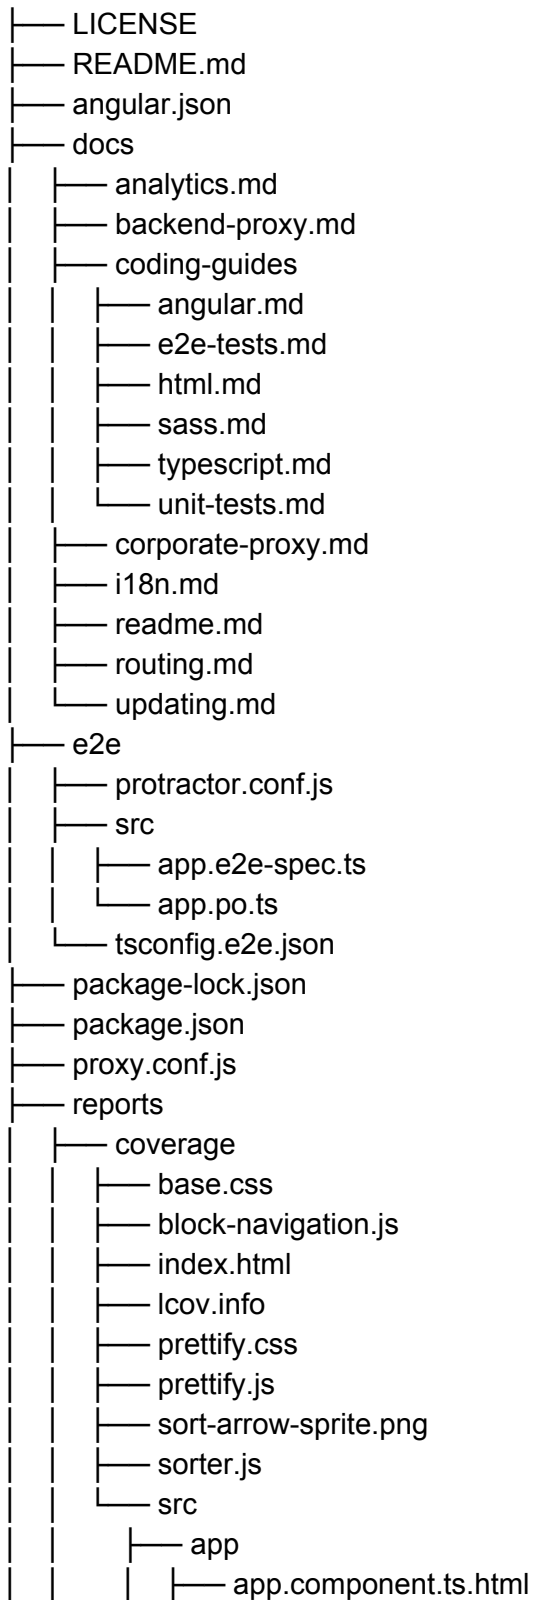 ├── LICENSE
├── README.md
├── angular.json
├── docs
│   ├── analytics.md
│   ├── backend-proxy.md
│   ├── coding-guides
│   │   ├── angular.md
│   │   ├── e2e-tests.md
│   │   ├── html.md
│   │   ├── sass.md
│   │   ├── typescript.md
│   │   └── unit-tests.md
│   ├── corporate-proxy.md
│   ├── i18n.md
│   ├── readme.md
│   ├── routing.md
│   └── updating.md
├── e2e
│   ├── protractor.conf.js
│   ├── src
│   │   ├── app.e2e-spec.ts
│   │   └── app.po.ts
│   └── tsconfig.e2e.json
├── package-lock.json
├── package.json
├── proxy.conf.js
├── reports
│   ├── coverage
│   │   ├── base.css
│   │   ├── block-navigation.js
│   │   ├── index.html
│   │   ├── lcov.info
│   │   ├── prettify.css
│   │   ├── prettify.js
│   │   ├── sort-arrow-sprite.png
│   │   ├── sorter.js
│   │   └── src
│   │       ├── app
│   │       │   ├── app.component.ts.html